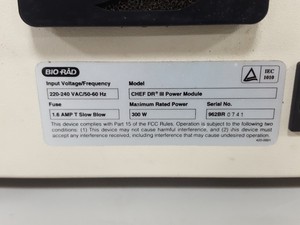 BIO-RAD
Input Voltage/Frequency
Model
220-240 VAC/50-60 Hz
CHEF DR® III Power Module
Fuse
Maximum Rated Power
Serial No.
1.6 AMP T Slow Blow
300 W
962BR 0741
This device complies with Part 15 of the FCC Rules. Operation is subject to the following
two conditions: (1) This device may not cause harmful interference, and (2) this device must
accept any interference received, including interference that may cause undesired operation.
IEC
1010